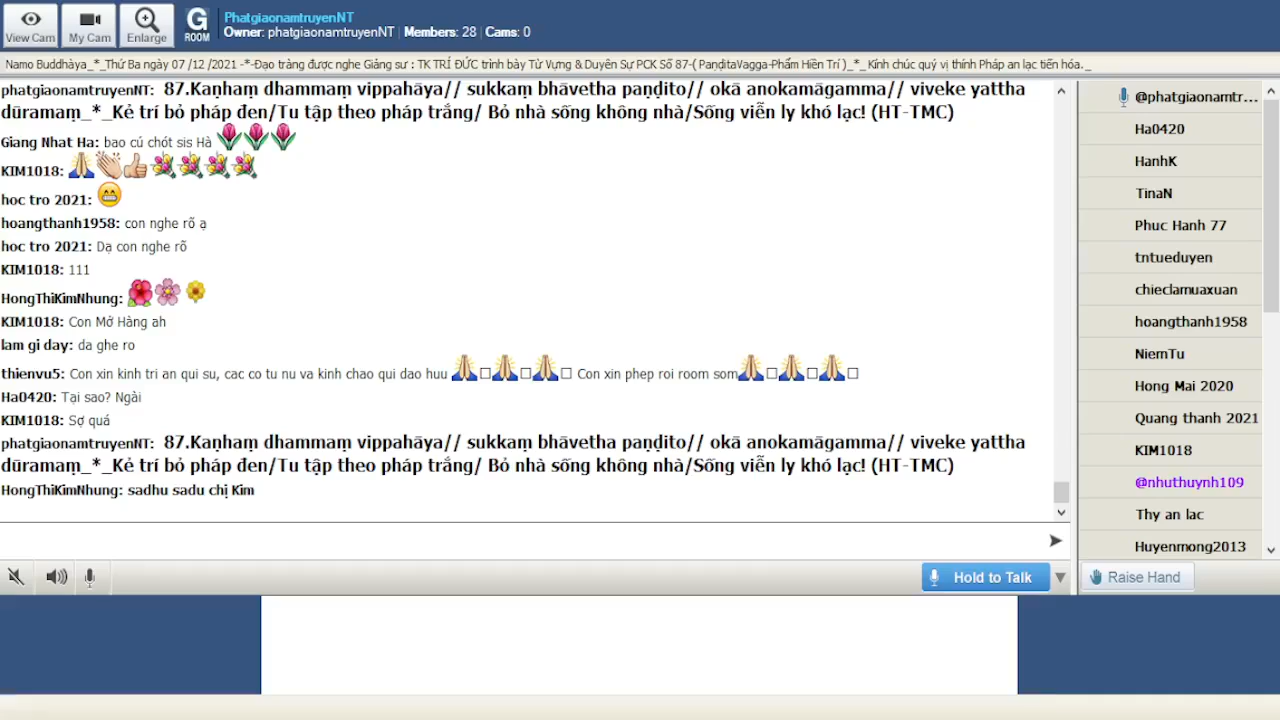 View Cam
My Cam
Enlarge
G
ROOM
PhatgiaonamtruyenNT
Owner: phatgiaonamtruyenNT | Members: 28 | Cams: 0
Namo Buddhàya_*_Thứ Ba ngày 07 /12 /2021 -*-Đạo tràng được nghe Giảng sư : TK TRÍ ĐỨC trình bày Từ Vựng & Duyên Sự PCK Số 87-( PaṇḍitaVagga-Phẩm Hiền Trí )_*_ Kính chúc quý vị thính Pháp an lạc tiến hóa. _
phatgiaonamtruyenNT: 87.Kaṇhaṃ dhammaṃ vippahāya// sukkaṃ bhāvetha paṇḍito// okā anokamāgamma// viveke yattha
dūramaṃ_*_Kẻ trí bỏ pháp đen/Tu tập theo pháp trắng/ Bỏ nhà sống không nhà/Sống viễn ly khó lạc! (HT-TMC)
Giang Nhat Ha: bao cú chót sis Hà
KIM1018:
hoc tro 2021:
hoangthanh1958: con nghe rõ ạ
hoc tro 2021: Dạ con nghe rõ
KIM1018: 111
HongThiKimNhung:
KIM1018: Con Mở Hàng ah
lam gi day: da ghe ro
thienvu5: Con xin kinh tri an qui su, cac co tu nu va kinh chao qui dao huu Con xin phep roi room som
Ha0420: Tại sao? Ngài
KIM1018: Sợ quá
phatgiaonamtruyenNT: 87.Kaṇhaṃ dhammaṃ vippahāya// sukkaṃ bhāvetha paṇḍito// okā anokamāgamma// viveke yattha
dūramaṃ_*_Kẻ trí bỏ pháp đen/Tu tập theo pháp trắng/ Bỏ nhà sống không nhà/Sống viễn ly khó lạc! (HT-TMC)
HongThiKimNhung: sadhu sadu chị Kim
@phatgiaonamtr...
Ha0420
HanhK
TinaN
Phuc Hanh 77
tntueduyen
chieclamuaxuan
hoangthanh1958
NiemTu
Hong Mai 2020
Quang thanh 2021
KIM1018
@nhuthuynh109
Thy an lac
Huyenmong2013
Hold to Talk
Raise Hand